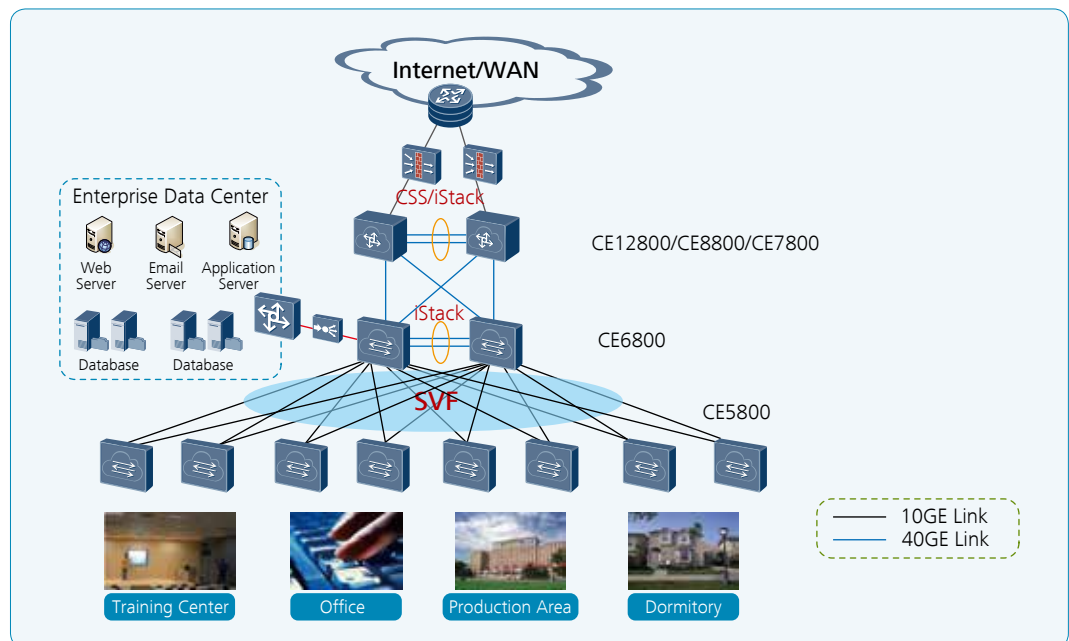 Internet/WAN
CSS/iStack
Enterprise Data Center
Web
Server
Email
Server
Application
Server
CE12800/CE8800/CE7800
iStack
CE6800
Database
Database
SVF
CE5800
10GE Link
40GE Link
Training Center
Office
Production Area
Dormitory